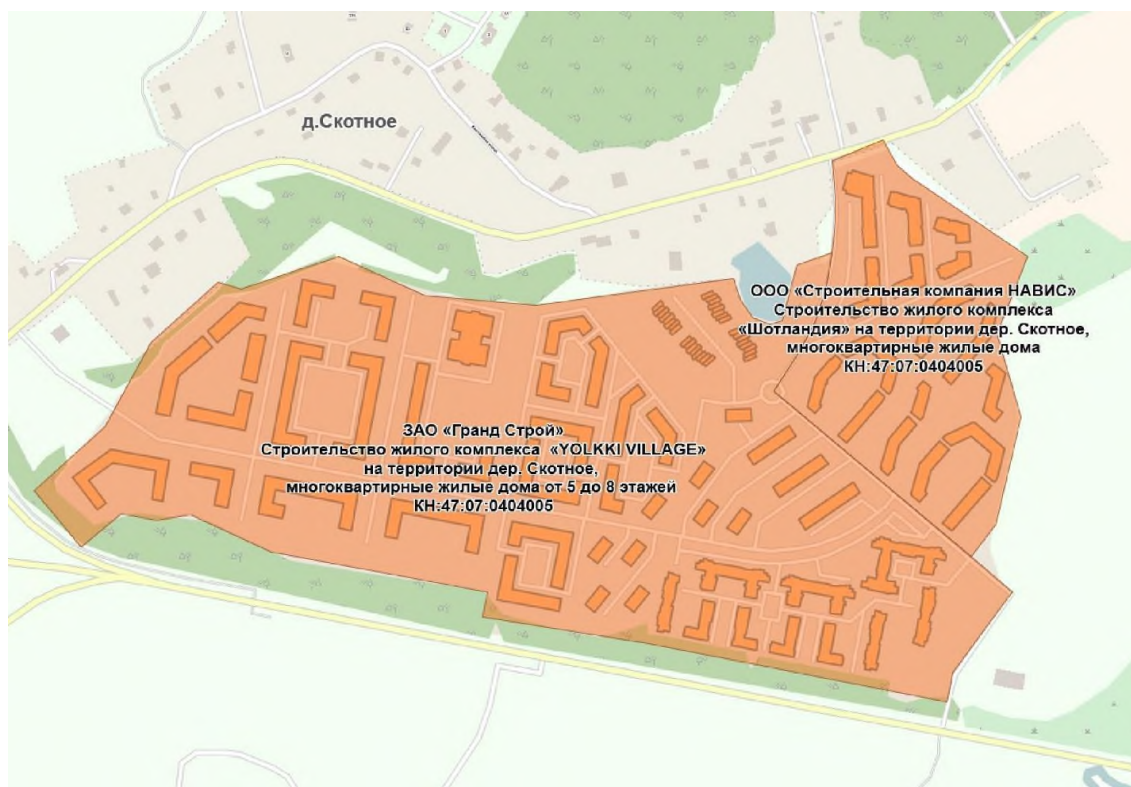 д.Скотное
ООО «Строительная компания НАВИС»
Строительство жилого комплекса
«Шотландия» на территории дер. Скотное,
многоквартирные жилые дома
КН:47:07:0404005
ЗАО «Гранд Строй»
Строительство жилого комплекса «YOLKKI VILLAGE»
на территории дер. Скотное,
многоквартирные жилые дома от 5 до 8 этажей
КН:47:07:0404005